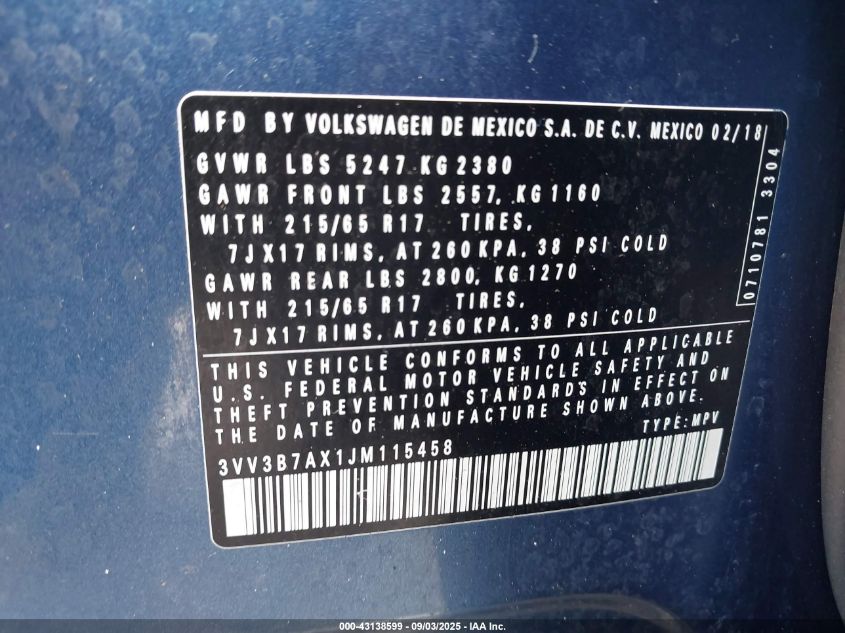 MFD BY VOLKSWAGEN DE MEXICO S.A. DE C.V. MEXICO 02/18
GVWR LBS 5247 KG 2380
GAWR FRONT LBS 2557, KG 1160
WITH 215/65 R17 TIRES,
7JX17 RIMS, AT 260 KPA, 38 PSI COLD
GAWR REAR LBS 2800, KG 1270
WITH 215/65 R17 TIRES,
7JX17 RIMS, AT 260 KPA, 38 PSI COLD
0710781 3304
THIS VEHICLE CONFORMS TO ALL APPLICABLE
U.S. FEDERAL MOTOR VEHICLE SAFETY AND
THEFT PREVENTION STANDARDS IN EFFECT ON
THE DATE OF MANUFACTURE SHOWN ABOVE.
TYPE: MPV
3VV3B7AX1JM115458
000-43138599 - 09/03/2025 - IAA Inc.